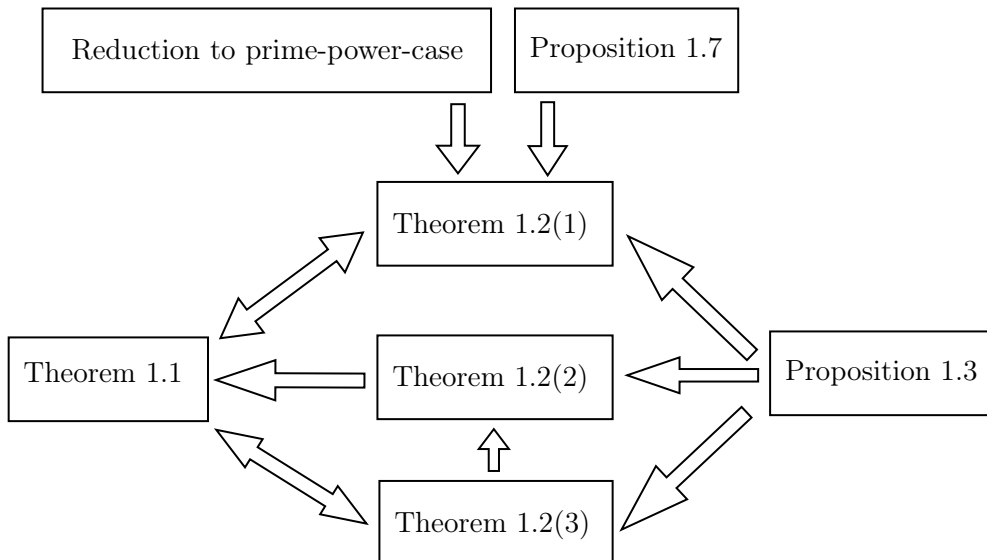 Reduction to prime-power-case
Proposition 1.7
Theorem 1.2(1)
Theorem 1.1
Theorem 1.2(2)
Proposition 1.3
Theorem 1.2(3)